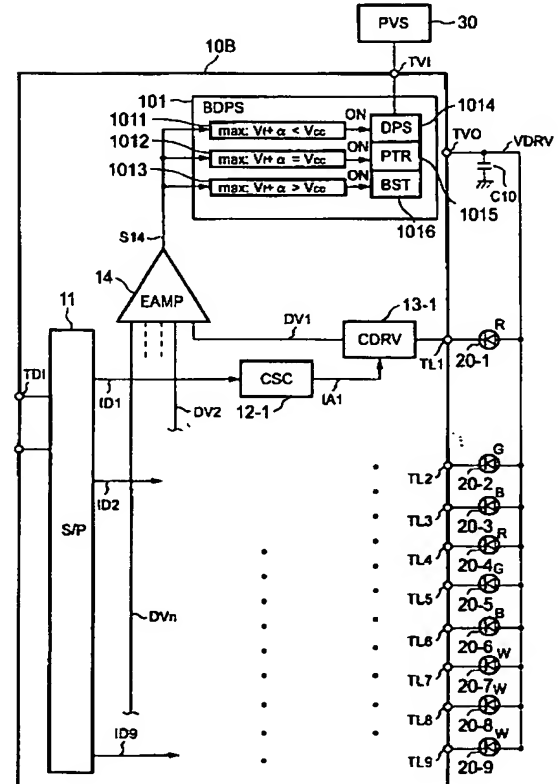 PVS
30
10B
TVI
101
BDPS
1011
max: Vf+ α < Vcc
ON
DPS
1014
1012
max: Vf+ α = Vcc
ON
PTR
1015
1013
max: Vf+ α > Vcc
ON
BST
1016
TVO
VDRV
C10
S14
14
EAMP
11
13-1
DV1
CDRV
R
TL1
20-1
TDI
ID1
CSC
IA1
12-1
DV2
ID2
S/P
G
TL2
20-2
B
TL3
20-3
R
TL4
20-4
G
TL5
20-5
B
TL6
20-6
DVn
W
TL7
20-7
W
TL8
20-8
W
TL9
20-9
ID9